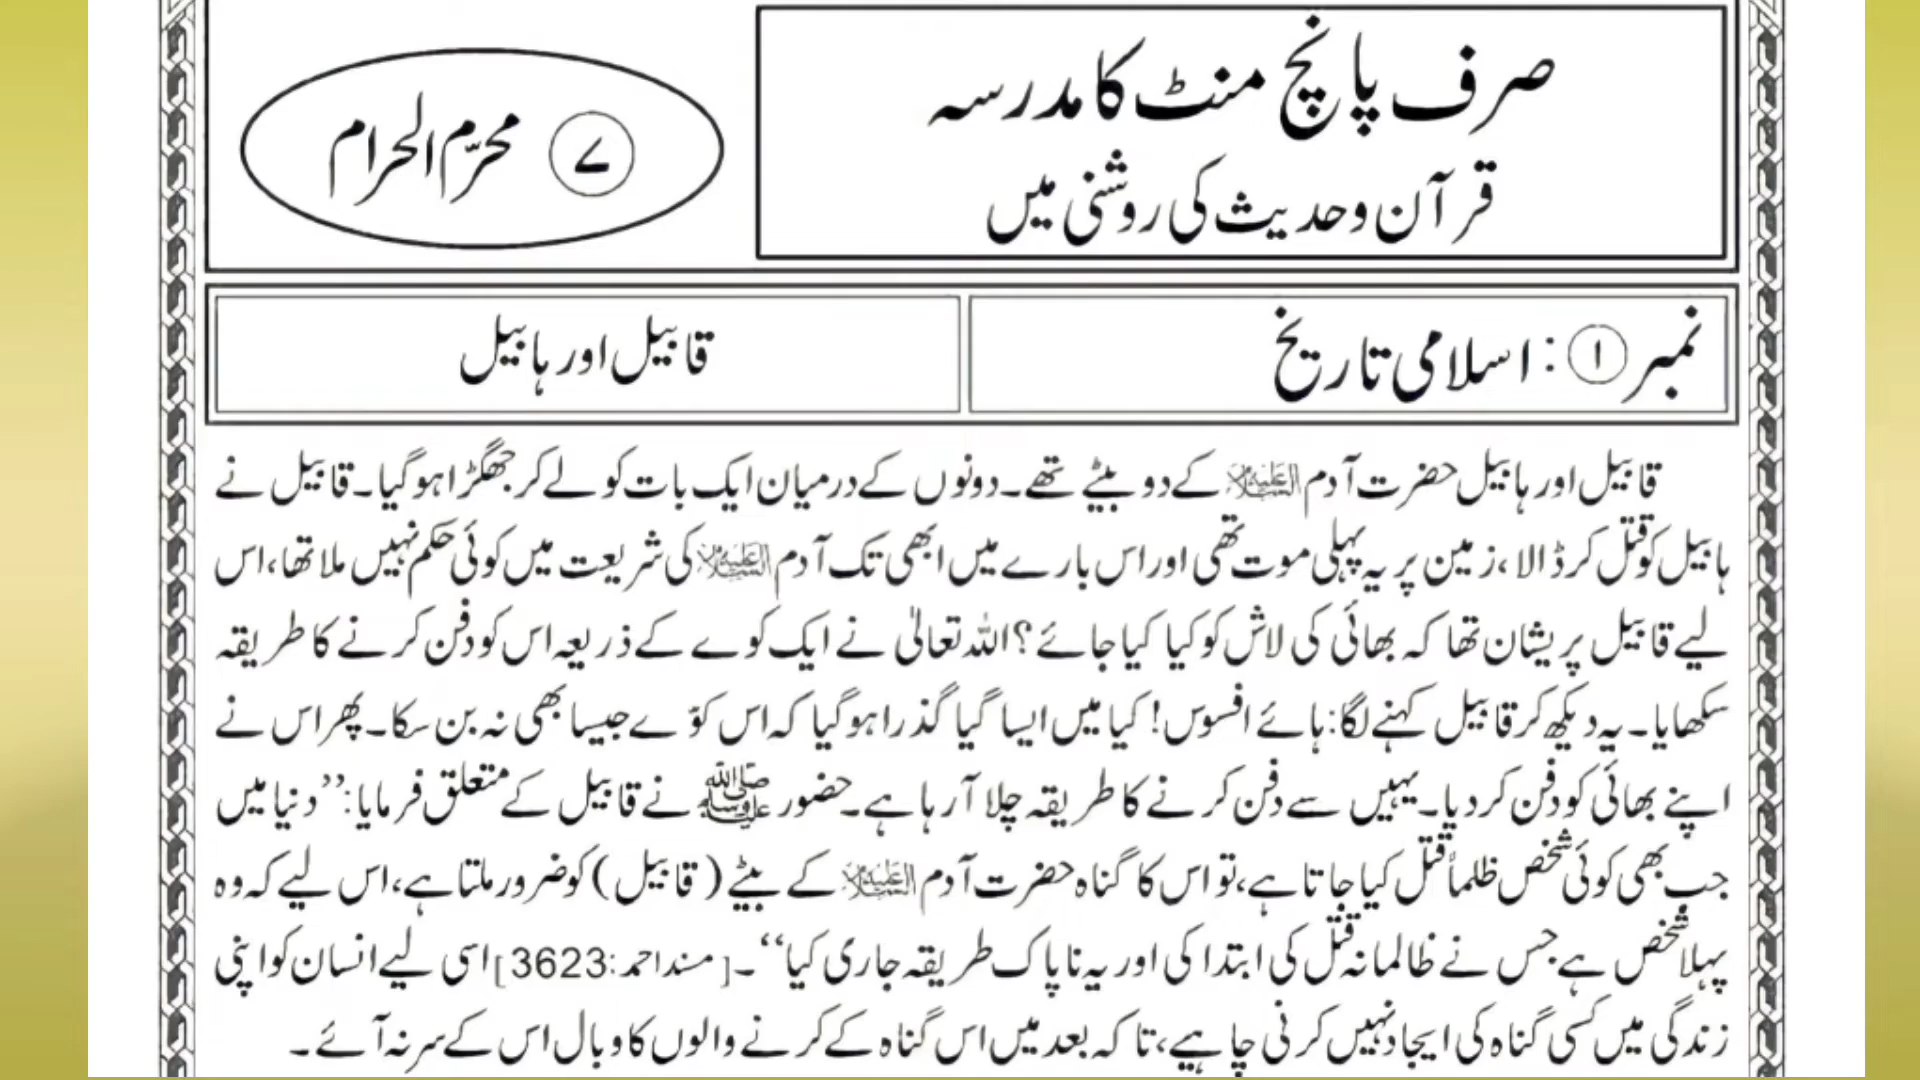 صرف پانچ منٹ کا مدرسہ
قرآن و حدیث کی روشنی میں
۷ محرّم الحرام
نمبر ۱ : اسلامی تاریخ
قابیل اور ہابیل
قابیل اور ہابیل حضرت آدم علیہ السلام کے دو بیٹے تھے۔ دونوں کے درمیان ایک بات کو لے کر جھگڑا ہو گیا۔ قابیل نے
ہابیل کو قتل کر ڈالا، زمین پر یہ پہلی موت تھی اور اس بارے میں ابھی تک آدم علیہ السلام کی شریعت میں کوئی حکم نہیں ملا تھا، اس
لیے قابیل پریشان تھا کہ بھائی کی لاش کو کیا کیا جائے؟ اللہ تعالیٰ نے ایک کوے کے ذریعہ اس کو دفن کرنے کا طریقہ
سکھایا۔ یہ دیکھ کر قابیل کہنے لگا: ہائے افسوس! کیا میں ایسا گیا گذرا ہو گیا کہ اس کوّے جیسا بھی نہ بن سکا۔ پھر اس نے
اپنے بھائی کو دفن کر دیا۔ یہیں سے دفن کرنے کا طریقہ چلا آ رہا ہے۔ حضور صلی اللہ علیہ وسلم نے قابیل کے متعلق فرمایا: ’’دنیا میں
جب بھی کوئی شخص ظلماً قتل کیا جاتا ہے، تو اس کا گناہ حضرت آدم علیہ السلام کے بیٹے (قابیل) کو ضرور ملتا ہے، اس لیے کہ وہ
پہلا شخص ہے جس نے ظالمانہ قتل کی ابتدا کی اور یہ ناپاک طریقہ جاری کیا‘‘۔ [مسند احمد: 3623] اسی لیے انسان کو اپنی
زندگی میں کسی گناہ کی ایجاد نہیں کرنی چاہیے، تا کہ بعد میں اس گناہ کے کرنے والوں کا وبال اس کے سر نہ آئے۔